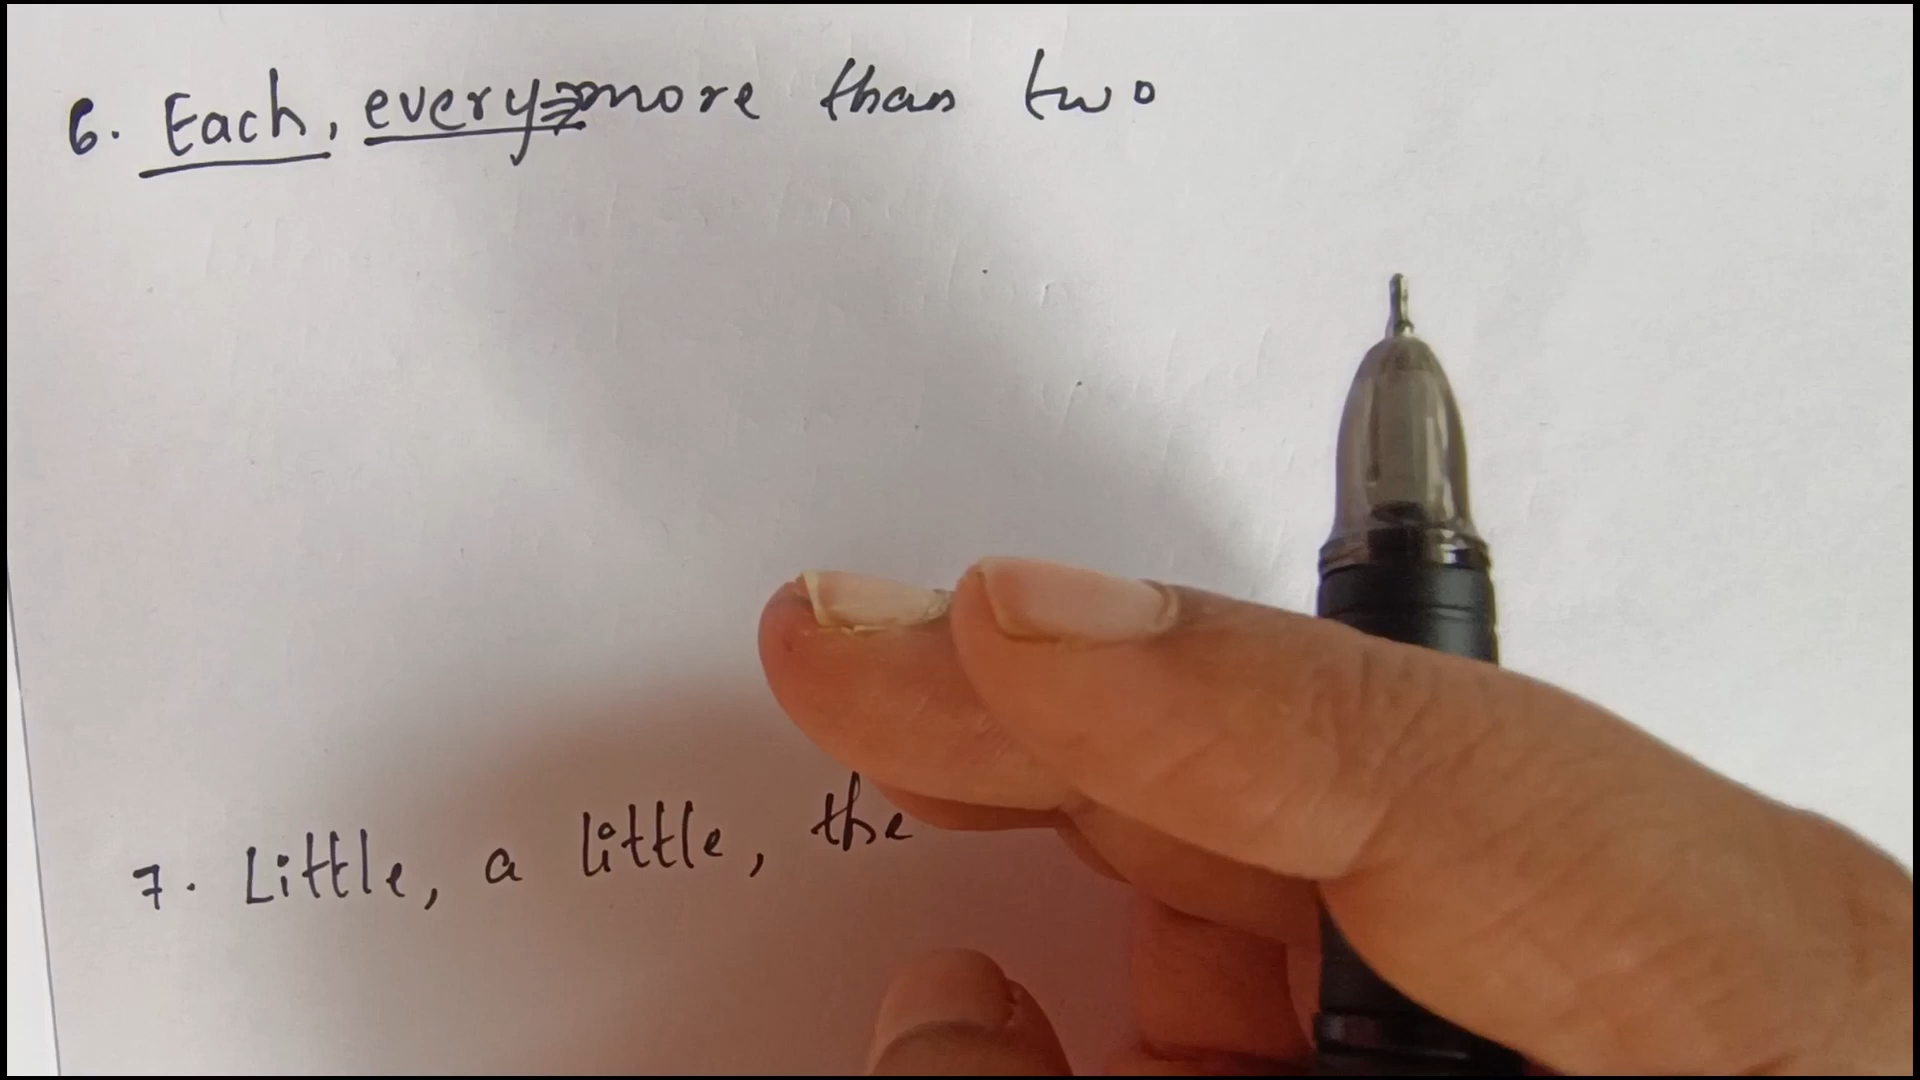 6. Each, every⇒more than two
7. Little, a little, the